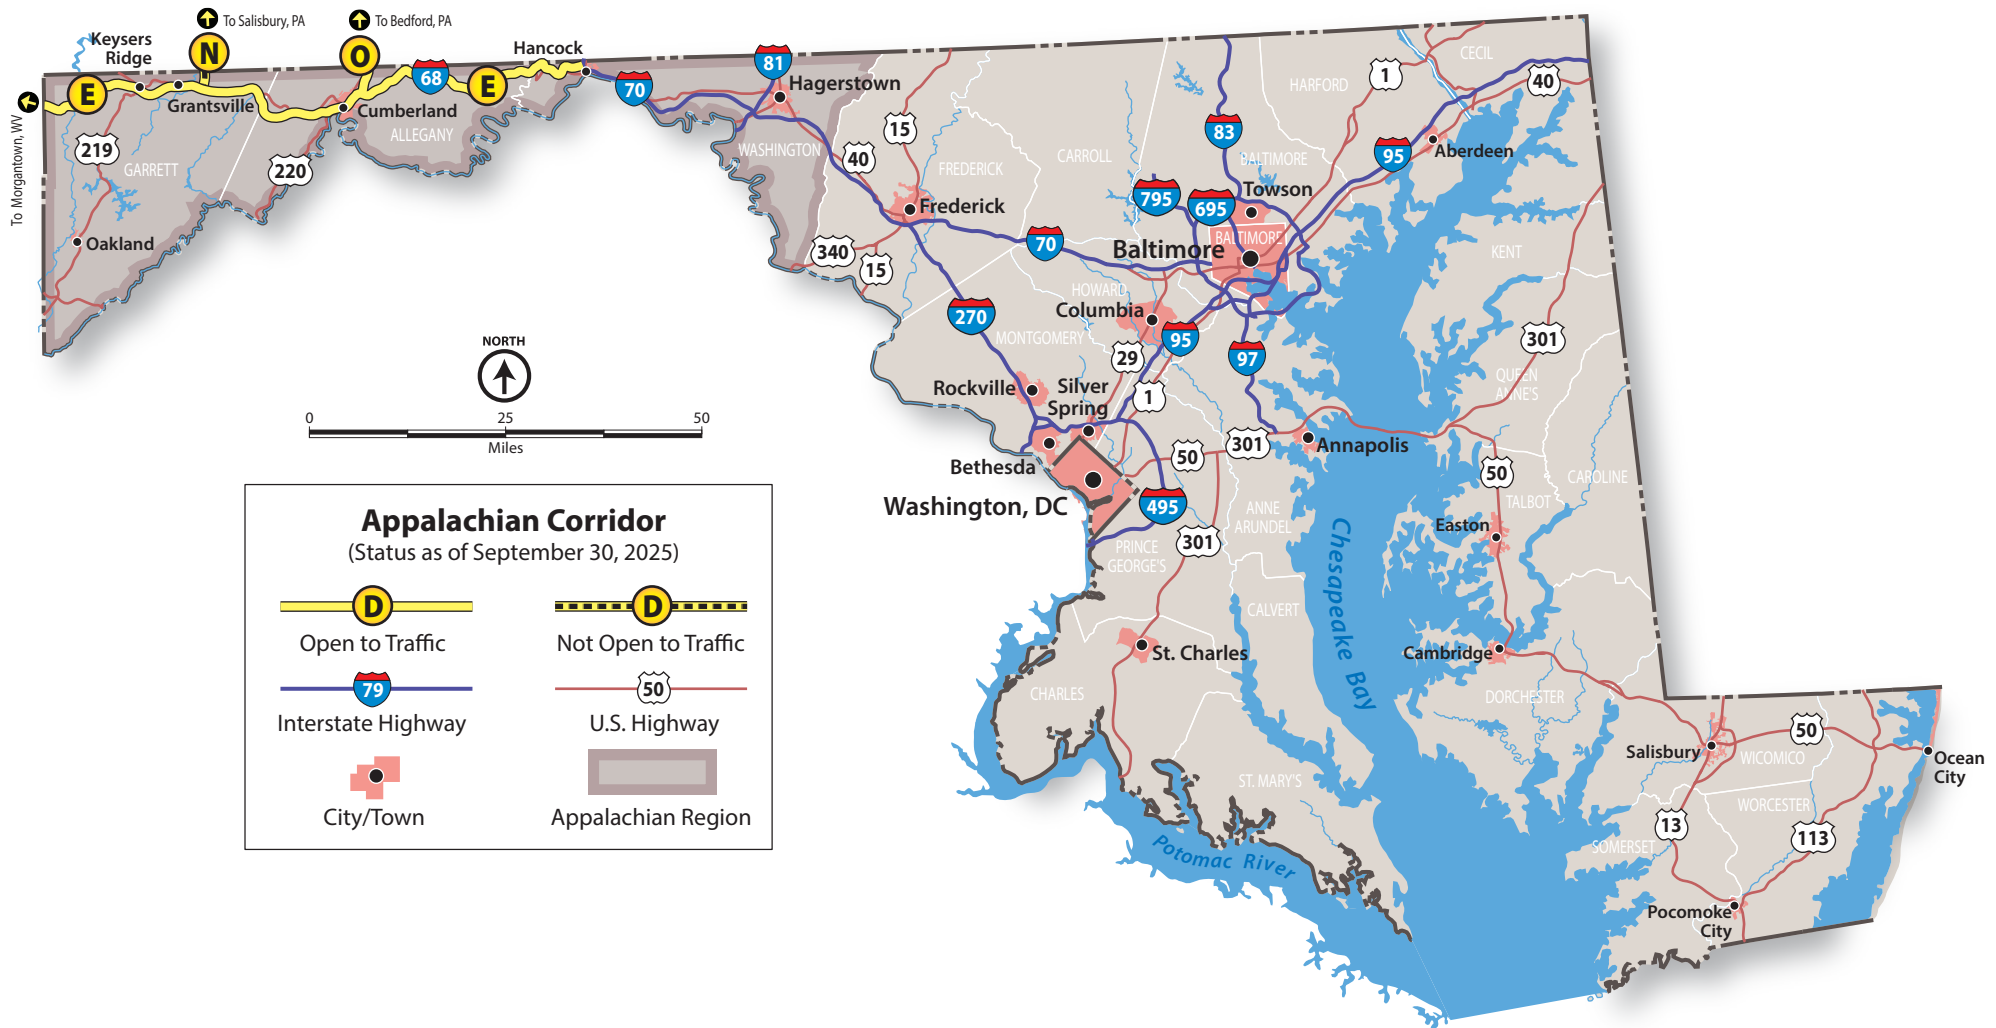 To Salisbury, PA
To Bedford, PA
Keysers
Ridge
N
O
Hancock
E
68
E
70
81
Hagerstown
Grantsville
Cumberland
ALLEGANY
To Morgantown, WV
219
GARRETT
220
Oakland
WASHINGTON
15
40
FREDERICK
CARROLL
Frederick
340
15
70
83
BALTIMORE
HARFORD
1
CECIL
40
95
Aberdeen
795
695
Towson
BALTIMORE
Baltimore
KENT
HOWARD
Columbia
270
MONTGOMERY
95
29
97
301
Rockville
Silver
Spring
1
QUEEN
ANNE'S
Bethesda
50
301
Annapolis
50
CAROLINE
TALBOT
Washington, DC
495
ANNE
ARUNDEL
Easton
301
PRINCE
GEORGE'S
CALVERT
Chesapeake Bay
St. Charles
Cambridge
CHARLES
DORCHESTER
ST. MARY'S
Salisbury
50
WICOMICO
Ocean
City
WORCESTER
13
113
SOMERSET
Potomac River
Pocomoke
City
NORTH
0 25 50
Miles
Appalachian Corridor
(Status as of September 30, 2025)
D D
Open to Traffic Not Open to Traffic
79 50
Interstate Highway U.S. Highway
City/Town Appalachian Region